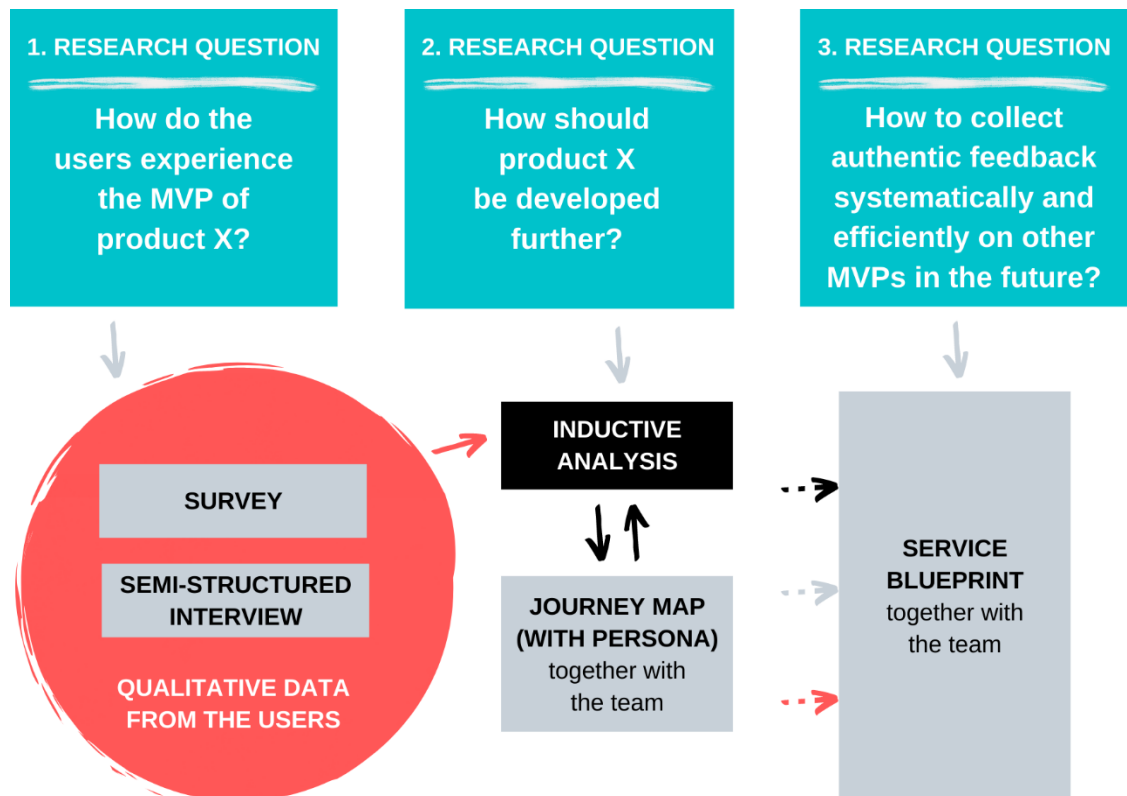 1. RESEARCH QUESTION
How do the
users experience
the MVP of
product X?
2. RESEARCH QUESTION
How should
product X
be developed
further?
3. RESEARCH QUESTION
How to collect
authentic feedback
systematically and
efficiently on other
MVPs in the future?
SURVEY
SEMI-STRUCTURED
INTERVIEW
QUALITATIVE DATA
FROM THE USERS
INDUCTIVE
ANALYSIS
JOURNEY MAP
(WITH PERSONA)
together with
the team
SERVICE
BLUEPRINT
together with
the team